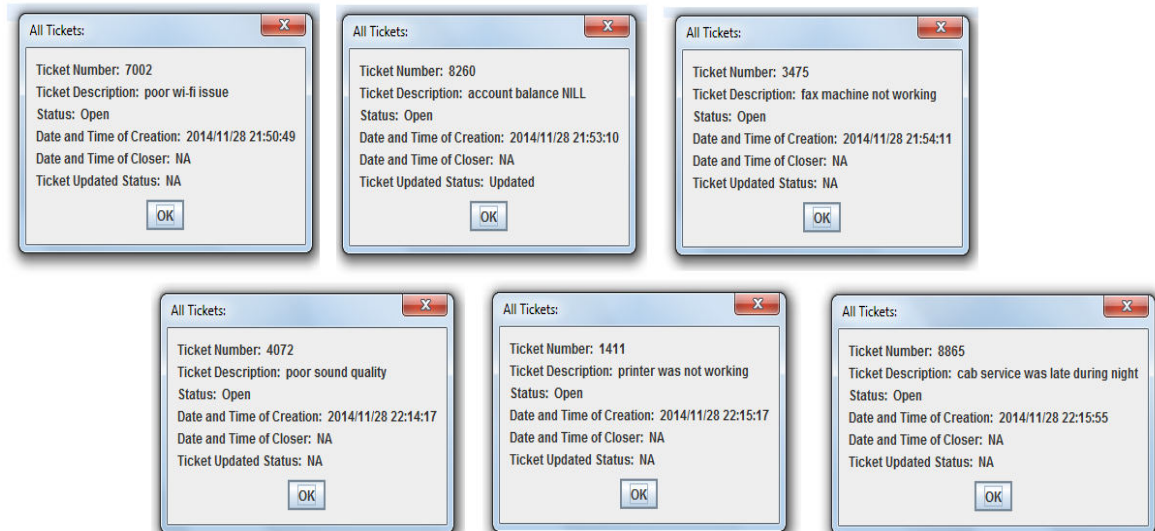 All Tickets:
X
Ticket Number: 7002
Ticket Description: poor wi-fi issue
Status: Open
Date and Time of Creation: 2014/11/28 21:50:49
Date and Time of Closer: NA
Ticket Updated Status: NA
OK
All Tickets:
X
Ticket Number: 8260
Ticket Description: account balance NILL
Status: Open
Date and Time of Creation: 2014/11/28 21:53:10
Date and Time of Closer: NA
Ticket Updated Status: Updated
OK
All Tickets:
X
Ticket Number: 3475
Ticket Description: fax machine not working
Status: Open
Date and Time of Creation: 2014/11/28 21:54:11
Date and Time of Closer: NA
Ticket Updated Status: NA
OK
All Tickets:
X
Ticket Number: 4072
Ticket Description: poor sound quality
Status: Open
Date and Time of Creation: 2014/11/28 22:14:17
Date and Time of Closer: NA
Ticket Updated Status: NA
OK
All Tickets:
X
Ticket Number: 1411
Ticket Description: printer was not working
Status: Open
Date and Time of Creation: 2014/11/28 22:15:17
Date and Time of Closer: NA
Ticket Updated Status: NA
OK
All Tickets:
X
Ticket Number: 8865
Ticket Description: cab service was late during night
Status: Open
Date and Time of Creation: 2014/11/28 22:15:55
Date and Time of Closer: NA
Ticket Updated Status: NA
OK